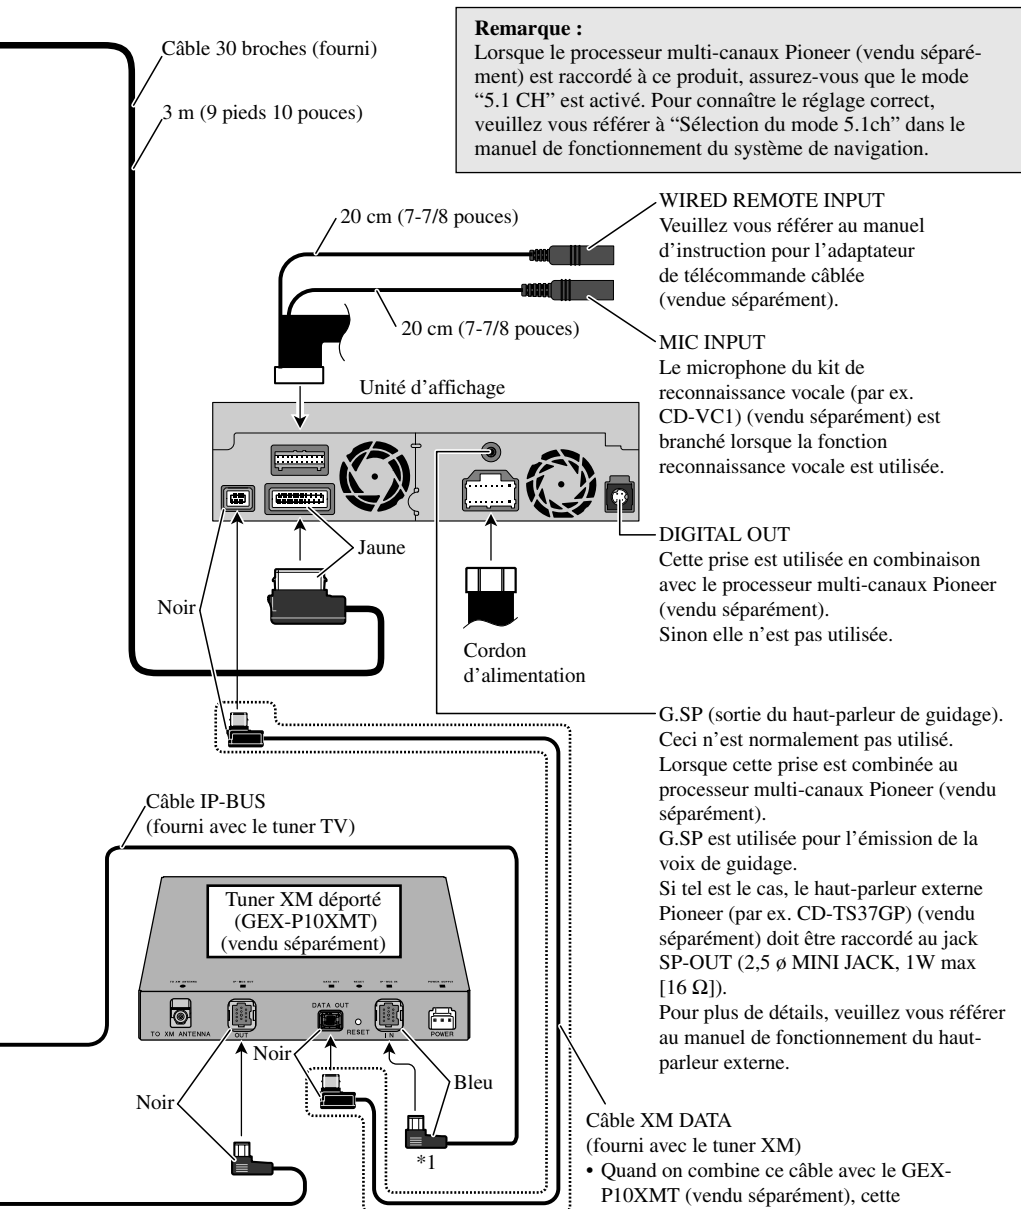 Remarque :
Lorsque le processeur multi-canaux Pioneer (vendu séparé-
ment) est raccordé à ce produit, assurez-vous que le mode
“5.1 CH” est activé. Pour connaître le réglage correct,
veuillez vous référer à “Sélection du mode 5.1ch” dans le
manuel de fonctionnement du système de navigation.
Câble 30 broches (fourni)
3 m (9 pieds 10 pouces)
20 cm (7-7/8 pouces)
20 cm (7-7/8 pouces)
WIRED REMOTE INPUT
Veuillez vous référer au manuel
d’instruction pour l’adaptateur
de télécommande câblée
(vendue séparément).
MIC INPUT
Le microphone du kit de
reconnaissance vocale (par ex.
CD-VC1) (vendu séparément) est
branché lorsque la fonction
reconnaissance vocale est utilisée.
Unité d’affichage
Jaune
Noir
Cordon
d’alimentation
DIGITAL OUT
Cette prise est utilisée en combinaison
avec le processeur multi-canaux Pioneer
(vendu séparément).
Sinon elle n’est pas utilisée.
G.SP (sortie du haut-parleur de guidage).
Ceci n’est normalement pas utilisé.
Lorsque cette prise est combinée au
processeur multi-canaux Pioneer (vendu
séparément).
G.SP est utilisée pour l’émission de la
voix de guidage.
Si tel est le cas, le haut-parleur externe
Pioneer (par ex. CD-TS37GP) (vendu
séparément) doit être raccordé au jack
SP-OUT (2,5 ø MINI JACK, 1W max
[16 Ω]).
Pour plus de détails, veuillez vous référer
au manuel de fonctionnement du haut-
parleur externe.
Câble IP-BUS
(fourni avec le tuner TV)
Tuner XM déporté
(GEX-P10XMT)
(vendu séparément)
TO XM ANTENNA
OUT
DATA OUT
RESET
IN
POWER
Noir
Noir
Bleu
*1
Câble XM DATA
(fourni avec le tuner XM)
• Quand on combine ce câble avec le GEX-
P10XMT (vendu séparément), cette